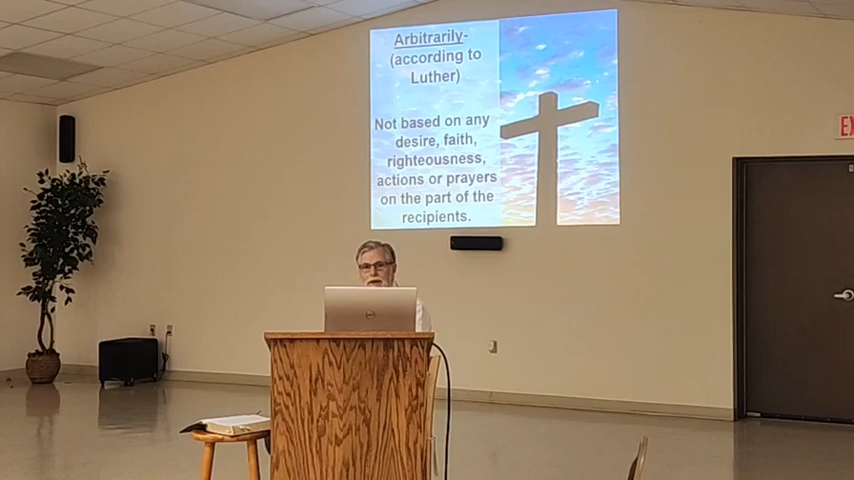 Arbitrarily-
(according to
Luther)
Not based on any
desire, faith,
righteousness,
actions or prayers
on the part of the
recipients.